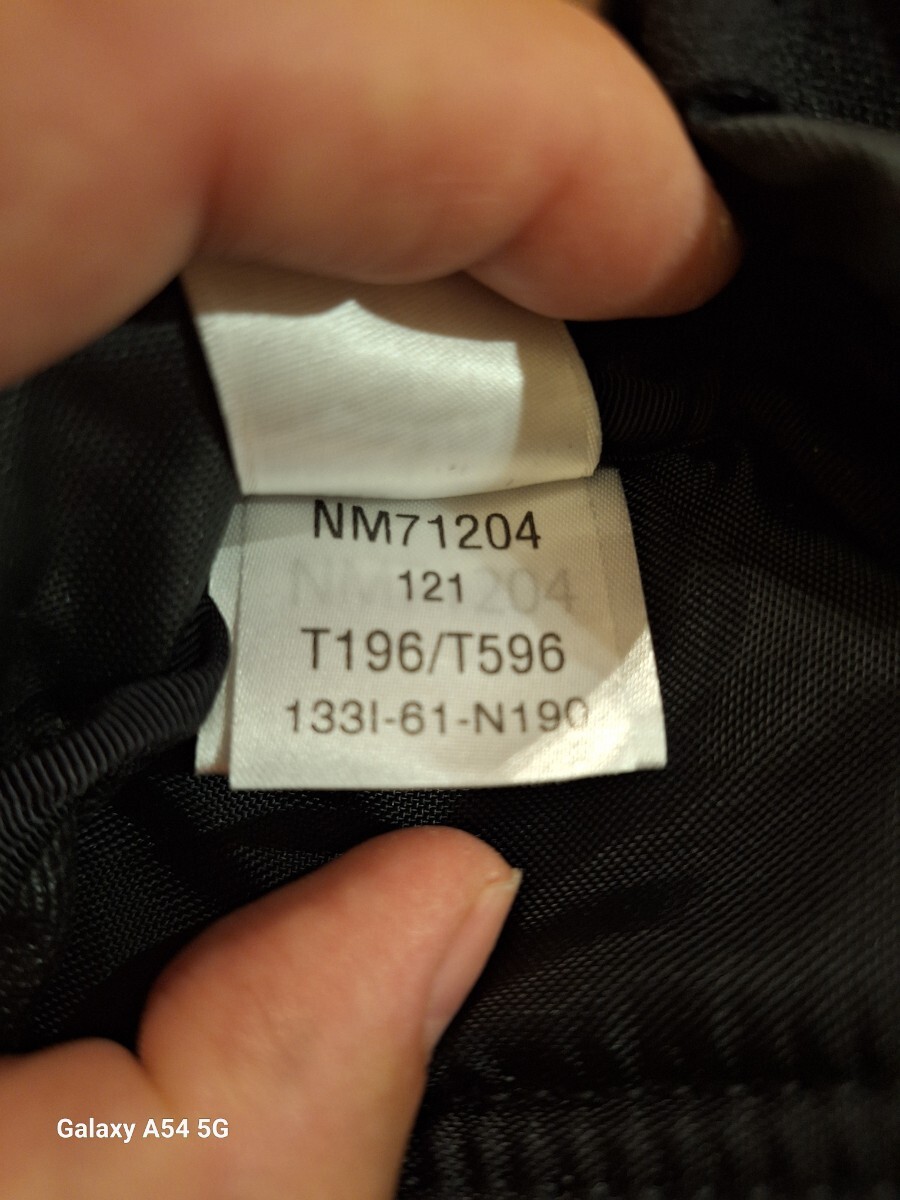 NM71204
121
T196/T596
133I-61-N190
Galaxy A54 5G